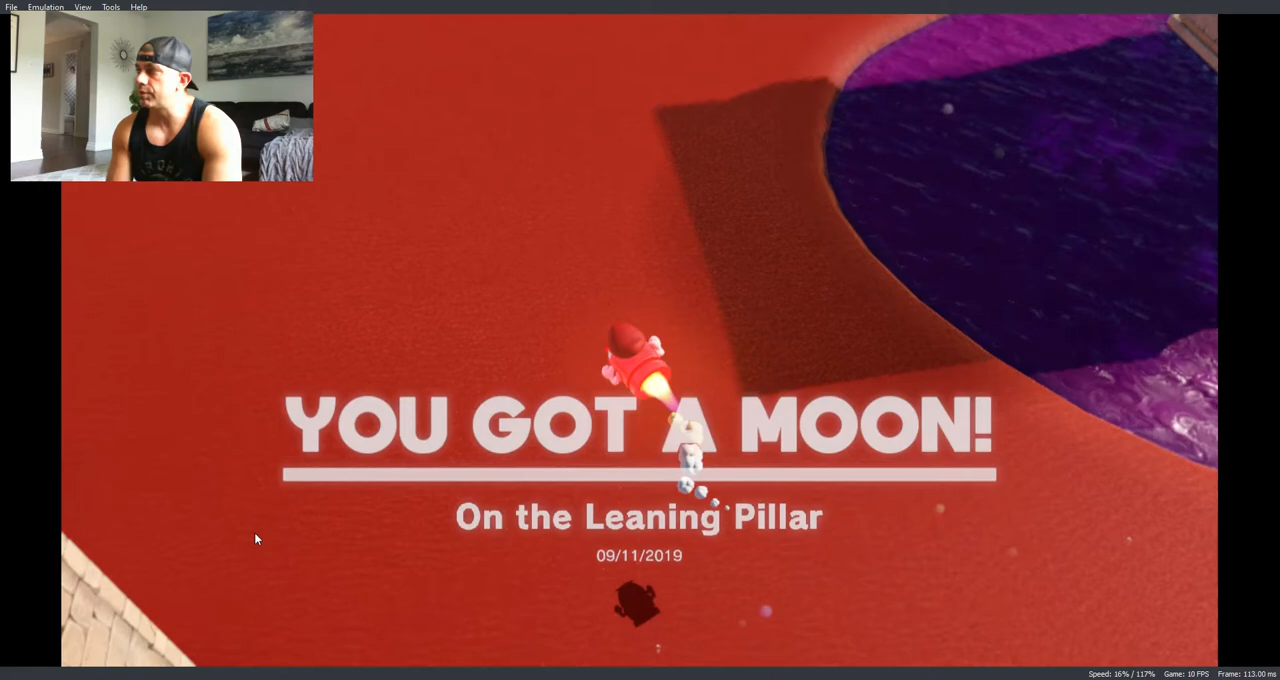 File Emulation View Tools Help
YOU GOT A MOON!
On the Leaning Pillar
09/11/2019
Speed: 16% / 117% Game: 10 FPS Frame: 113.00 ms